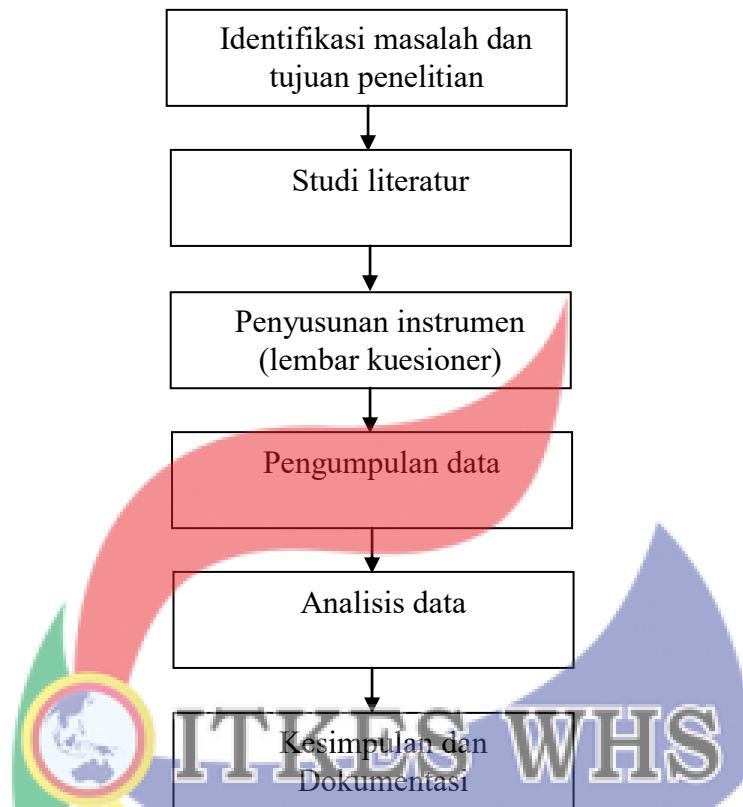 Identifikasi masalah dan
tujuan penelitian
Studi literatur
Penyusunan instrumen
(lembar kuesioner)
Pengumpulan data
Analisis data
ITKES WHS
Kesimpulan dan
Dokumentasi